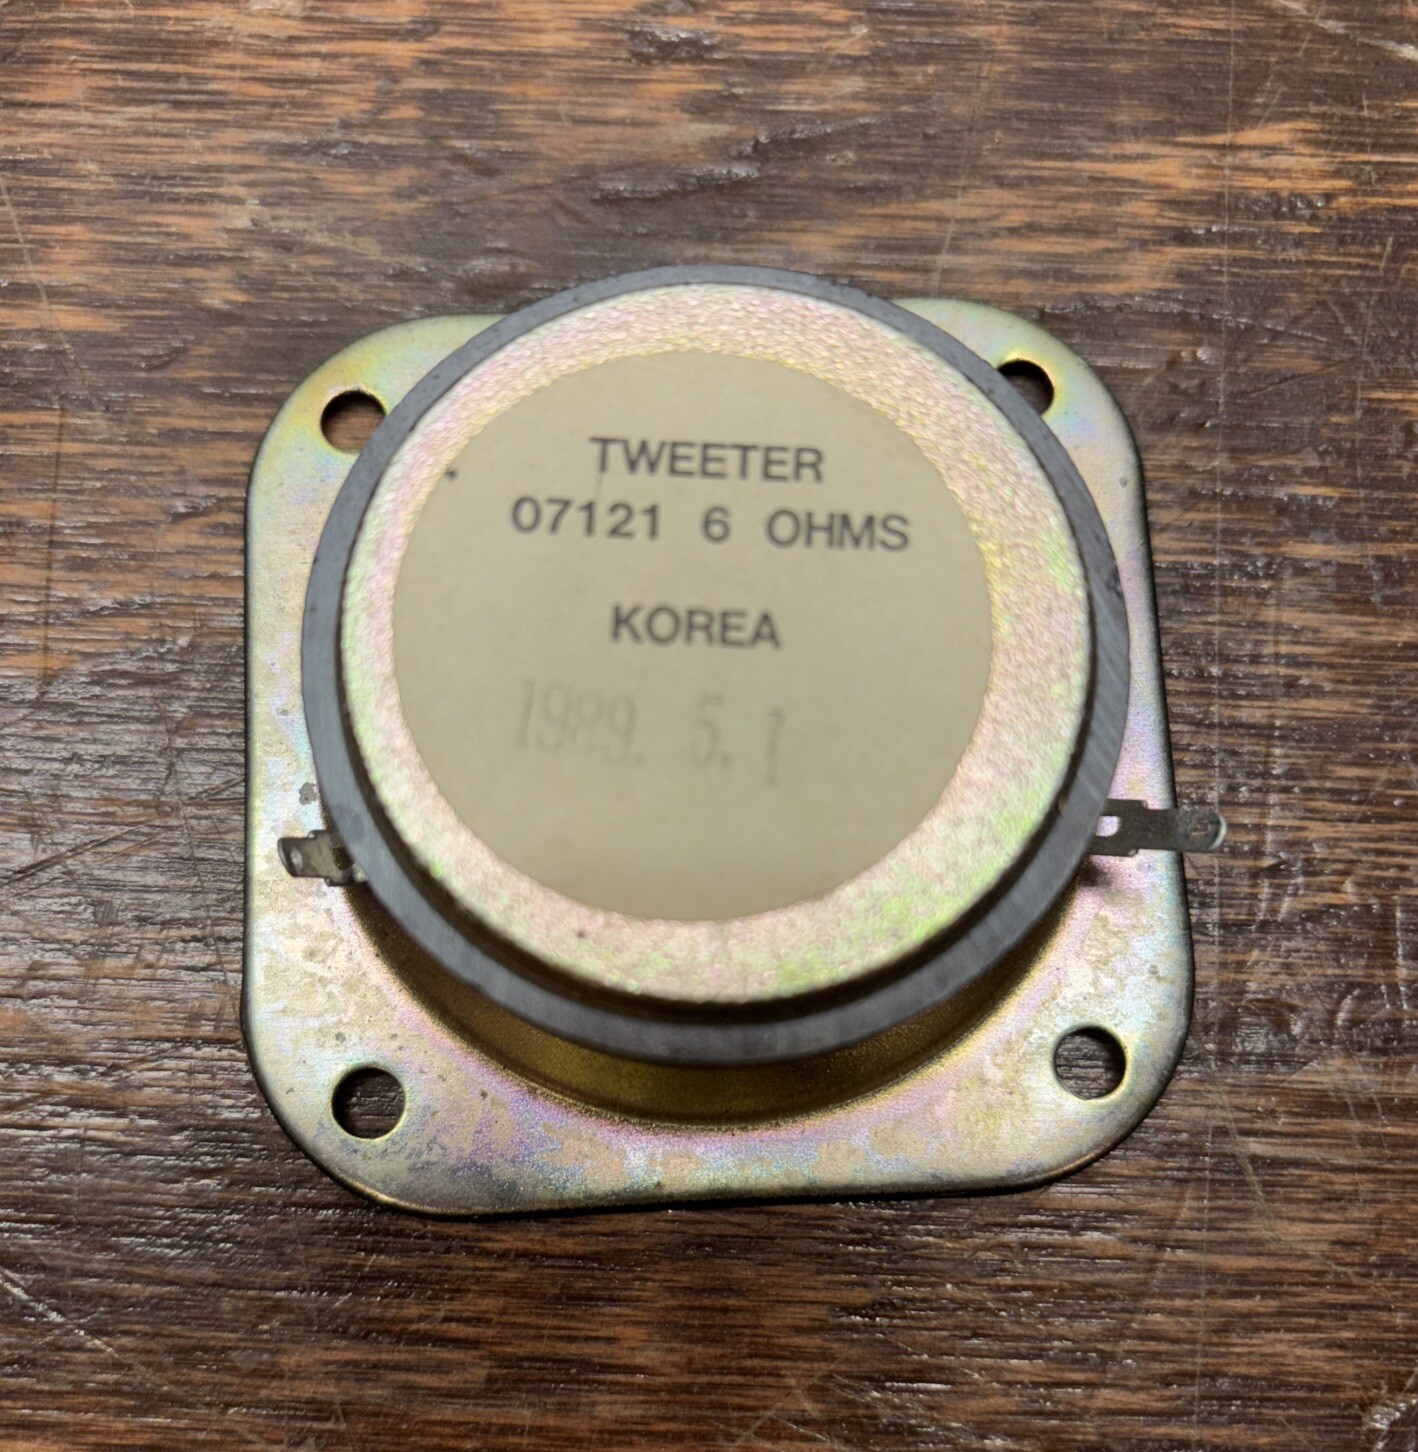 TWEETER
07121 6 OHMS
KOREA
1989. 5. 1